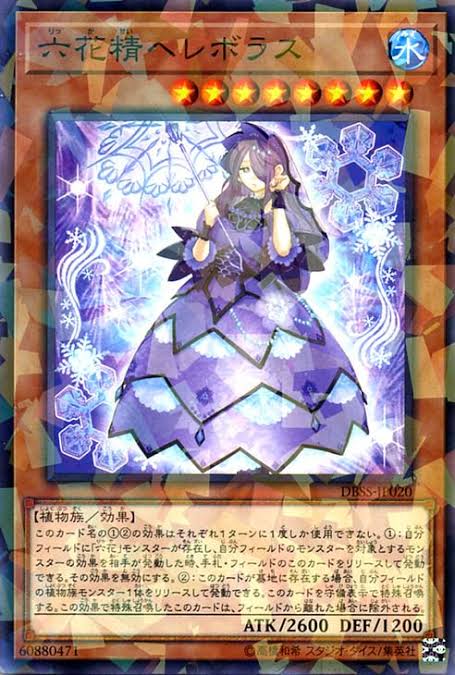 六花精ヘレボラス
水
DBSS-JP020
【植物族／効果】
このカード名の①②の効果はそれぞれ1ターンに1度しか使用できない。①：自分
フィールドに「六花」モンスターが存在し、自分フィールドのモンスターを対象とするモン
スターの効果を相手が発動した時、手札・フィールドのこのカードをリリースして発動
できる。その効果を無効にする。②：このカードが墓地に存在する場合、自分フィールド
の植物族モンスター1体をリリースして発動できる。このカードを守備表示で特殊召喚
する。この効果で特殊召喚したこのカードは、フィールドから離れた場合に除外される。
ATK/2600 DEF/1200
60880471
©高橋和希 スタジオ・ダイス/集英社